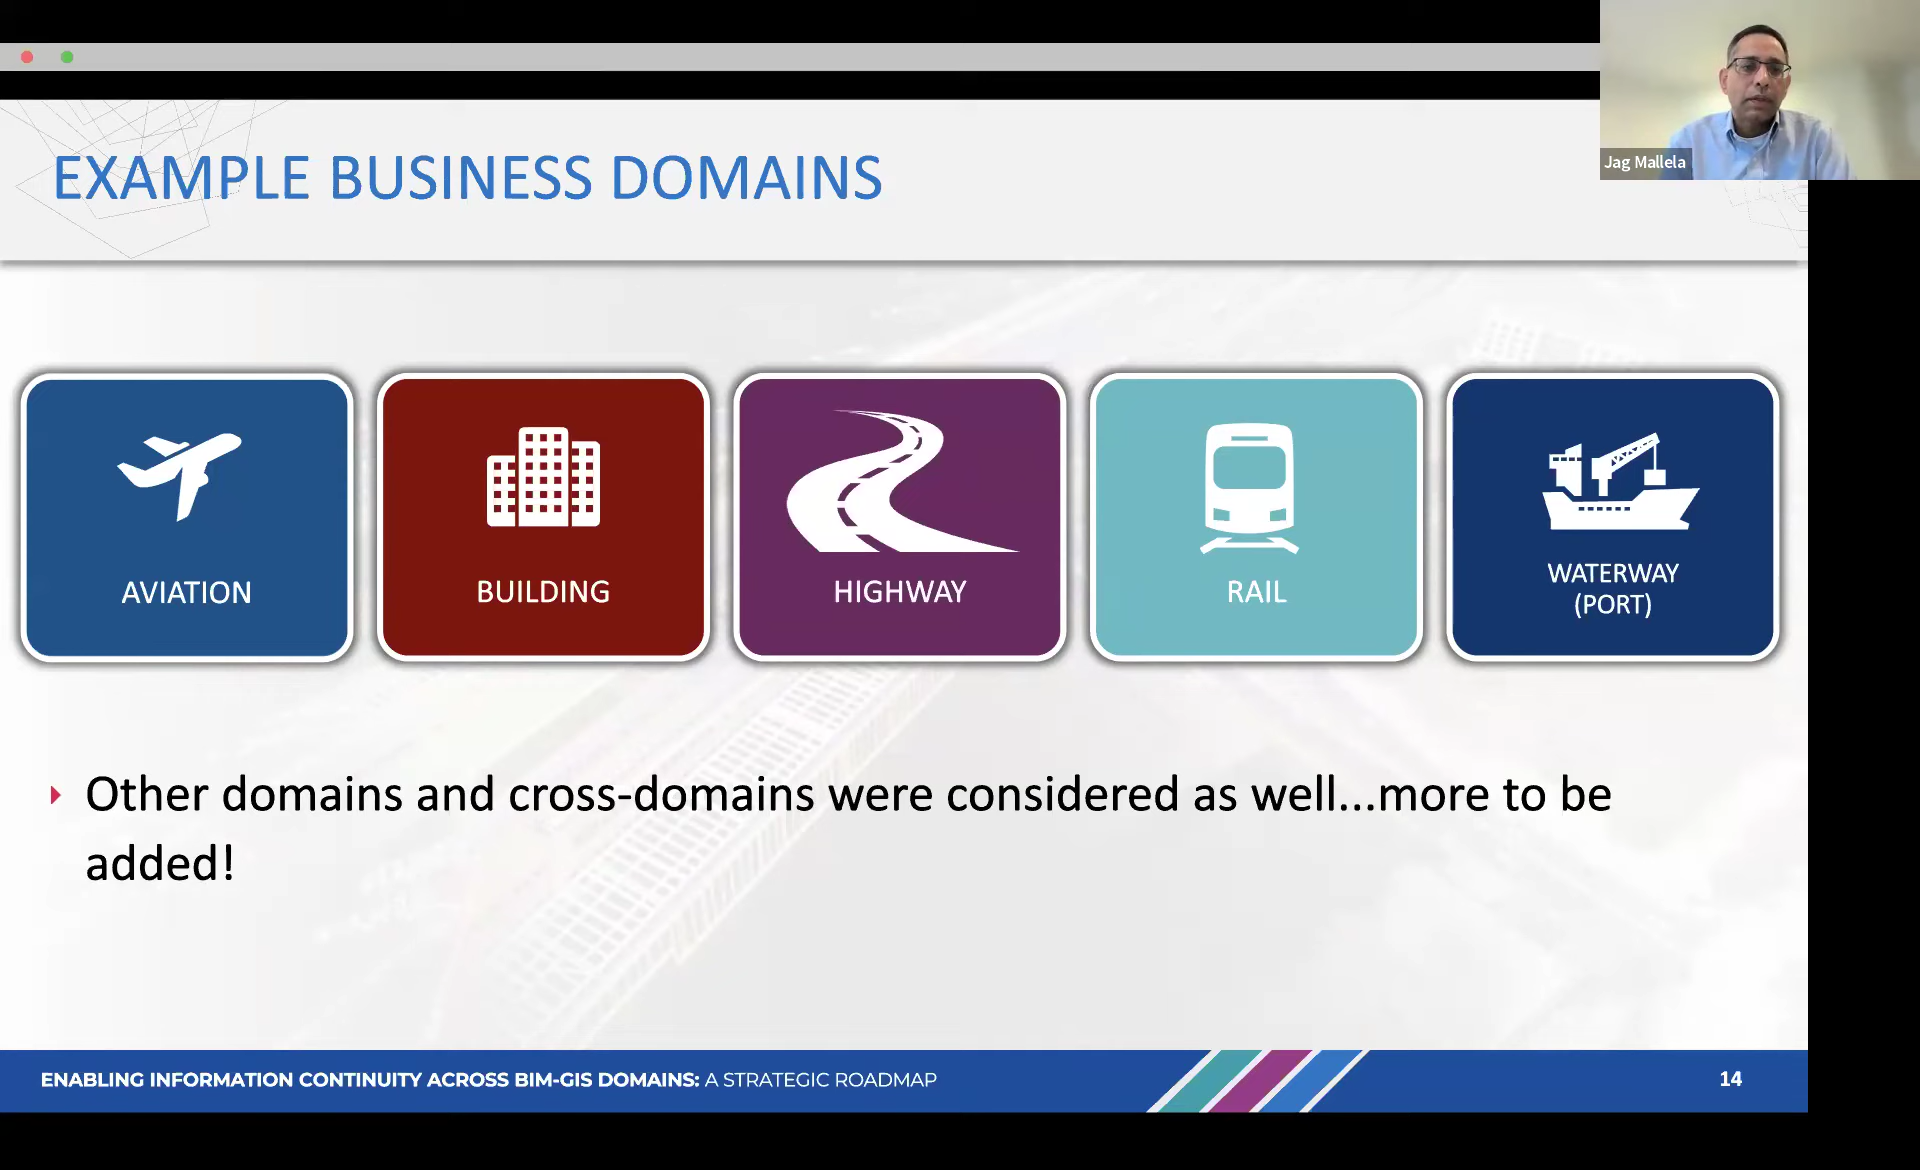 Jag Mallela
EXAMPLE BUSINESS DOMAINS
AVIATION
BUILDING
HIGHWAY
RAIL
WATERWAY
(PORT)
Other domains and cross-domains were considered as well...more to be
added!
ENABLING INFORMATION CONTINUITY ACROSS BIM-GIS DOMAINS: A STRATEGIC ROADMAP
14